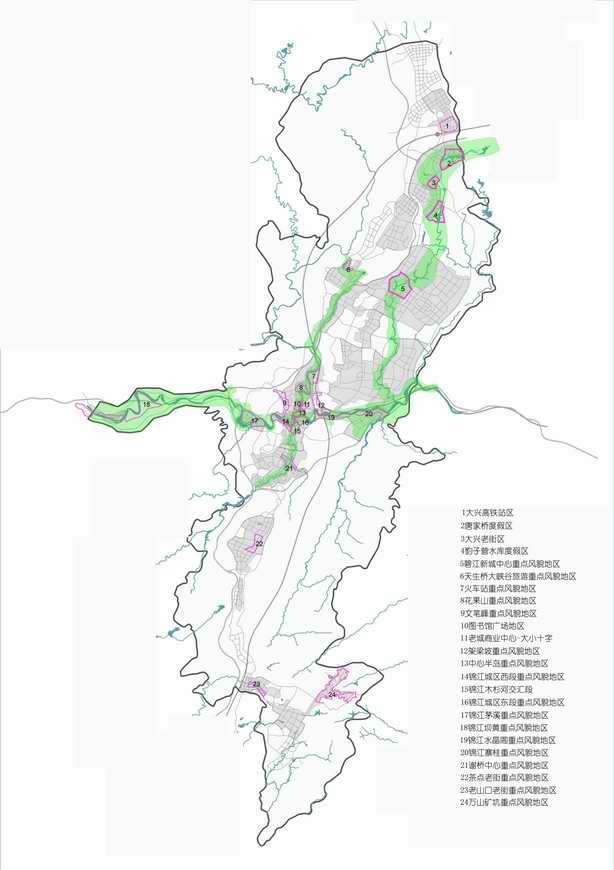 1
2
3
4
5
6
7
8
9
10
11
12
13
14
16
15
19
20
17
18
21
22
23
24
1大兴高铁站区
2唐家桥度假区
3大兴老街区
4豹子营水库度假区
5碧江新城中心重点风貌地区
6天生桥大峡谷旅游重点风貌地区
7火车站重点风貌地区
8花果山重点风貌地区
9文笔峰重点风貌地区
10图书馆广场地区
11老城商业中心·大小十字
12架梁坡重点风貌地区
13中心半岛重点风貌地区
14锦江城区西段重点风貌地区
15锦江木杉河交汇段
16锦江城区东段重点风貌地区
17锦江茅溪重点风貌地区
18锦江坝黄重点风貌地区
19锦江水晶阁重点风貌地区
20锦江寨桂重点风貌地区
21谢桥中心重点风貌地区
22茶点老街重点风貌地区
23老山口老街重点风貌地区
24万山矿坑重点风貌地区